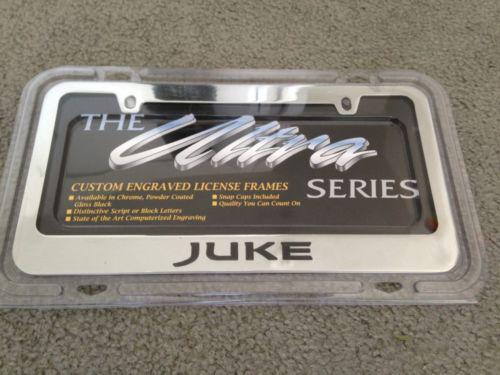 THE Ultra
SERIES
CUSTOM ENGRAVED LICENSE FRAMES
■ Available in Chrome, Powder Coated
Gloss Black
■ Distinctive Script or Block Letters
■ State of the Art Computerized Engraving
■ Snap Caps Included
■ Quality You Can Count On
JUKE